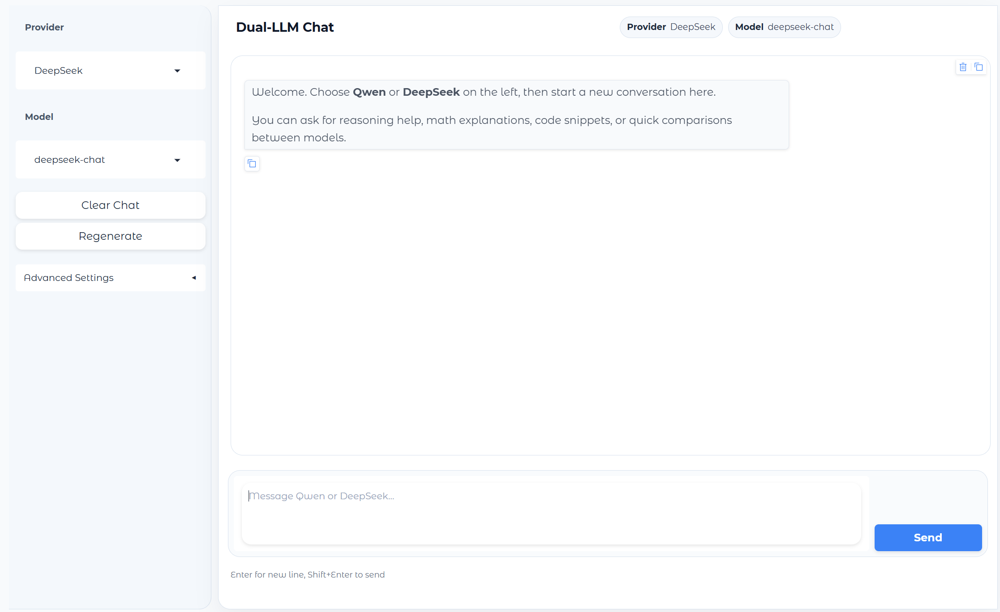 Provider
DeepSeek
Model
deepseek-chat
Clear Chat
Regenerate
Advanced Settings
Dual-LLM Chat
Provider DeepSeek
Model deepseek-chat
Welcome. Choose Qwen or DeepSeek on the left, then start a new conversation here.
You can ask for reasoning help, math explanations, code snippets, or quick comparisons
between models.
Message Qwen or DeepSeek...
Send
Enter for new line, Shift+Enter to send